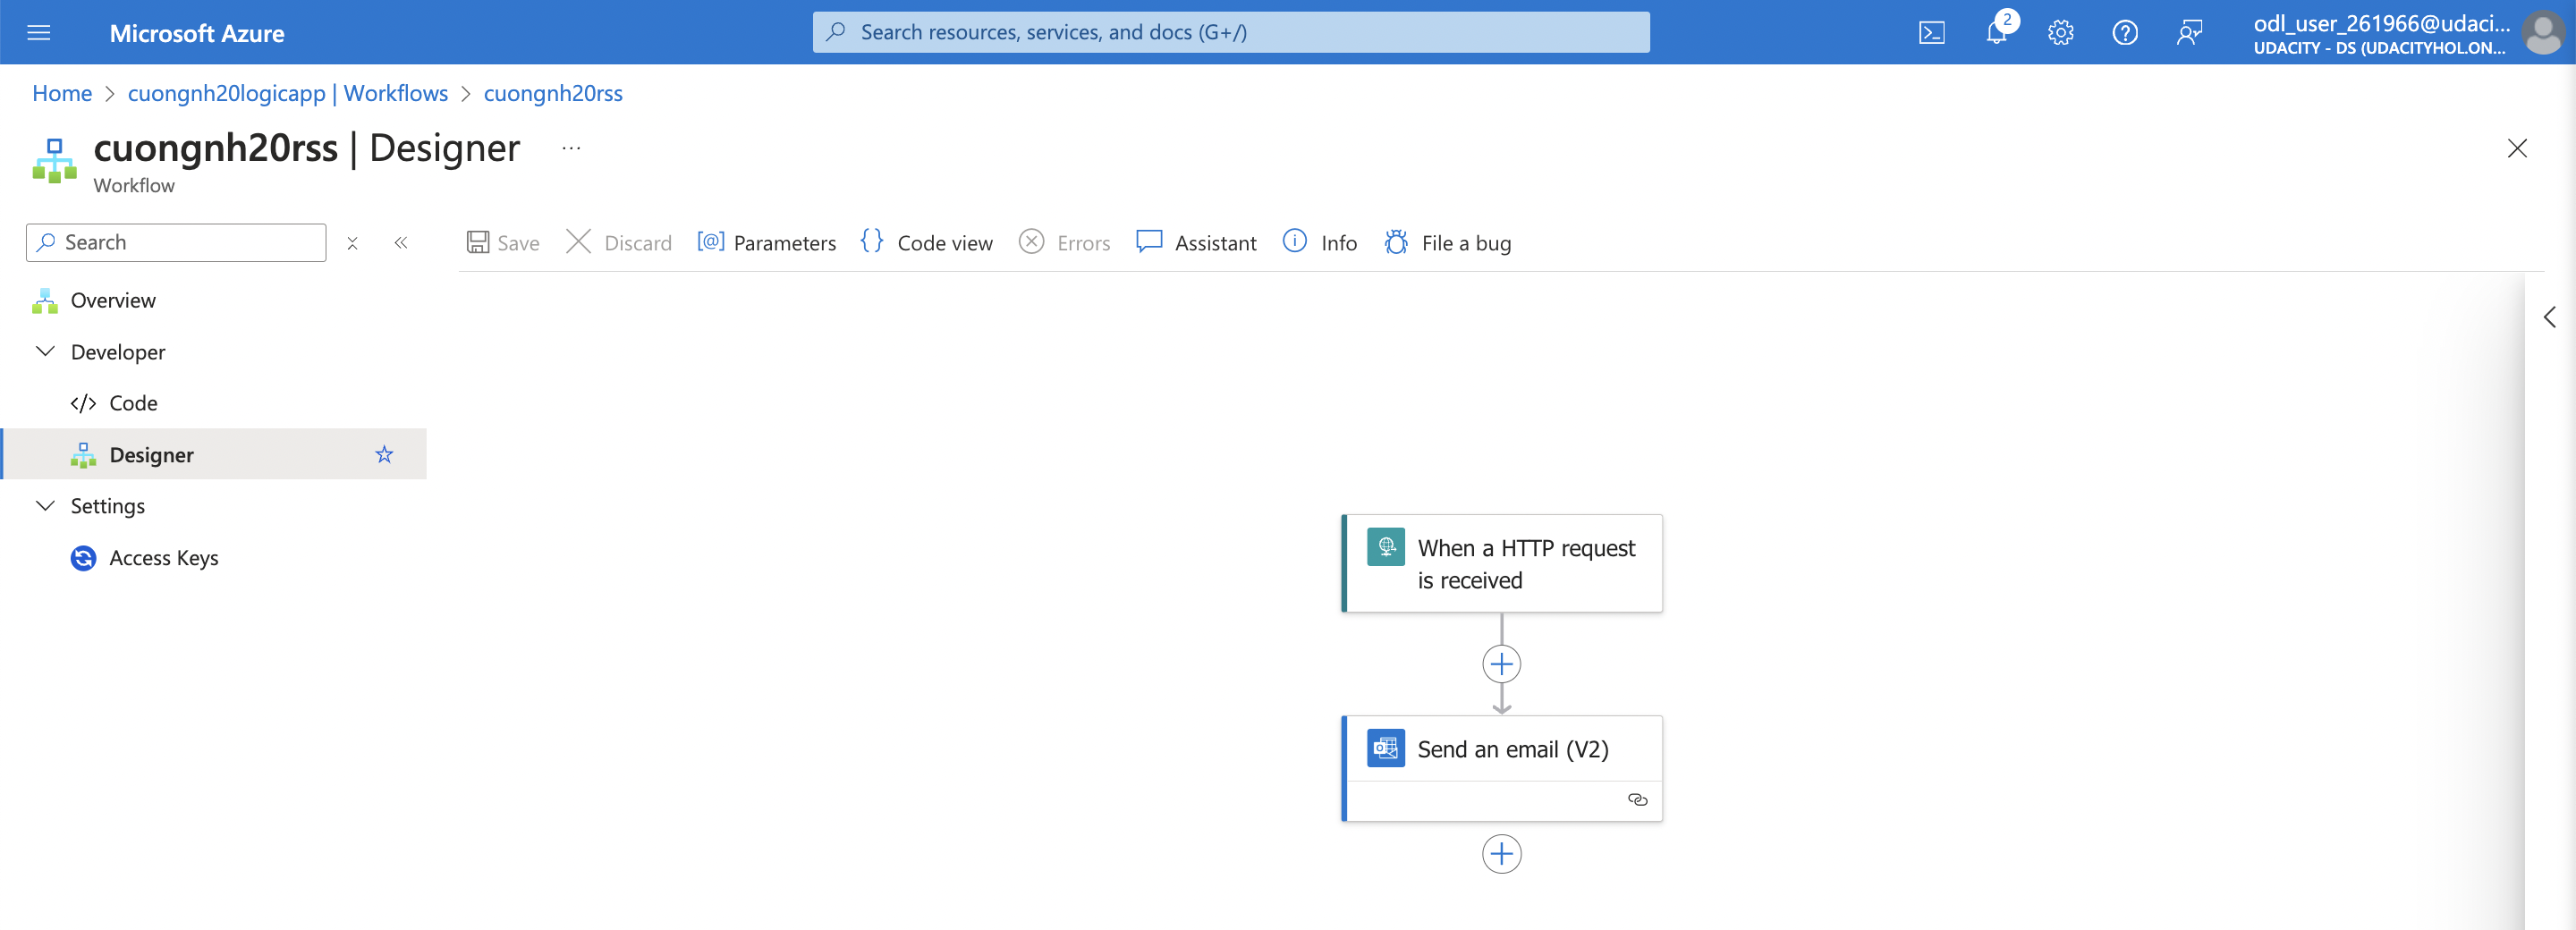 Microsoft Azure
Search resources, services, and docs (G+/)
2
odl_user_261966@udaci...
UDACITY - DS (UDACITYHOL.ON...
Home > cuongnh20logicapp | Workflows > cuongnh20rss
cuongnh20rss | Designer ...
Workflow
Search
Save Discard Parameters Code view Errors Assistant Info File a bug
Overview
Developer
Code
Designer
Settings
Access Keys
When a HTTP request
is received
Send an email (V2)